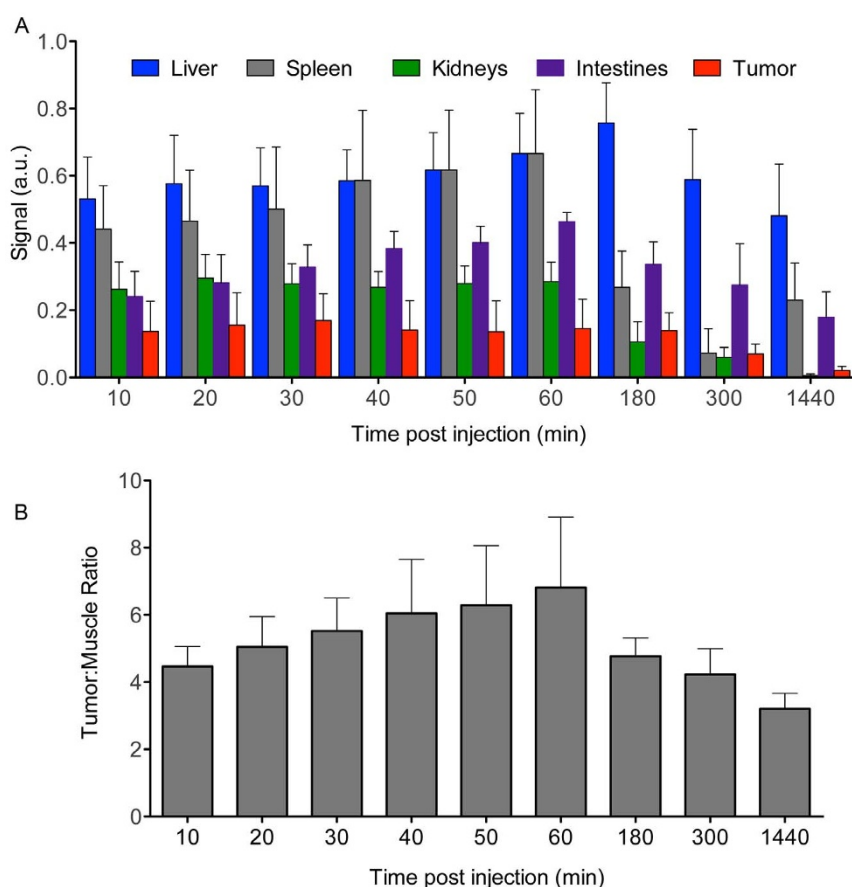 A
1.0
Liver Spleen Kidneys Intestines Tumor
0.8
0.6
0.4
0.2
0.0
Signal (a.u.)
10 20 30 40 50 60 180 300 1440
Time post injection (min)
B
10
8
6
4
2
0
Tumor:Muscle Ratio
10 20 30 40 50 60 180 300 1440
Time post injection (min)